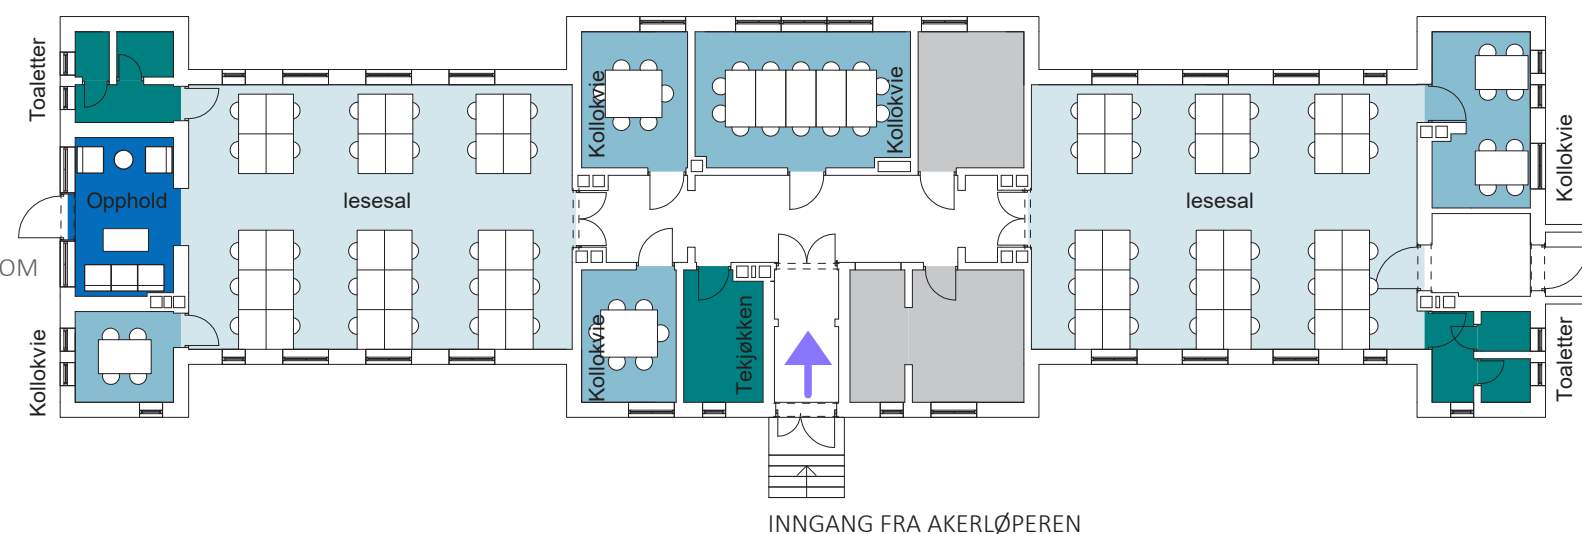 Toaletter
Kollokvie
Kollokvie
Kollokvie
Opphold
lesesal
lesesal
OM
Kollokvie
Kollokvie
Tekjøkken
Toaletter
INNGANG FRA AKERLØPEREN